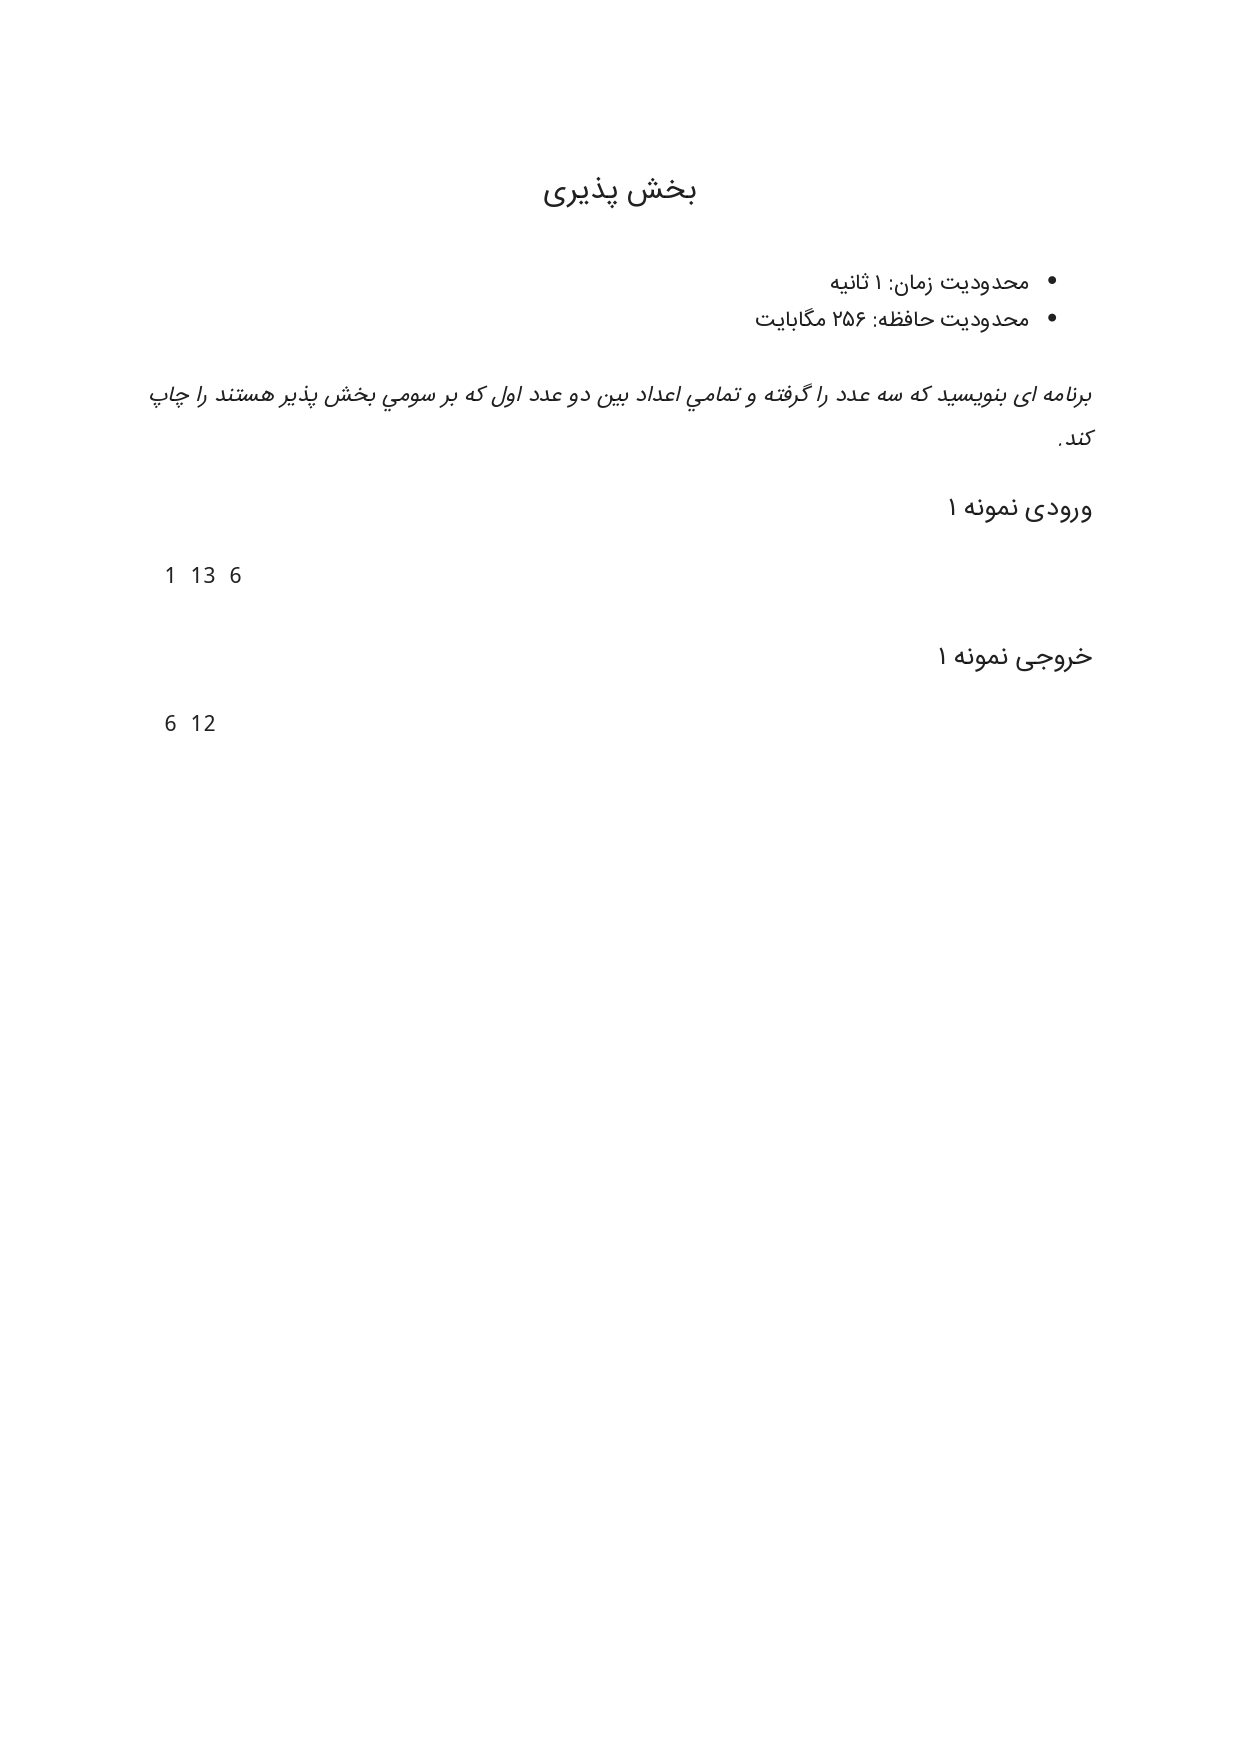 بخش پذیری
• محدودیت زمان: ۱ ثانیه
• محدودیت حافظه: ۲۵۶ مگابایت
برنامه ای بنویسید که سه عدد را گرفته و تمامي اعداد بین دو عدد اول که بر سومي بخش پذیر هستند را چاپ
کند.
ورودی نمونه ۱
1 13 6
خروجی نمونه ۱
6 12